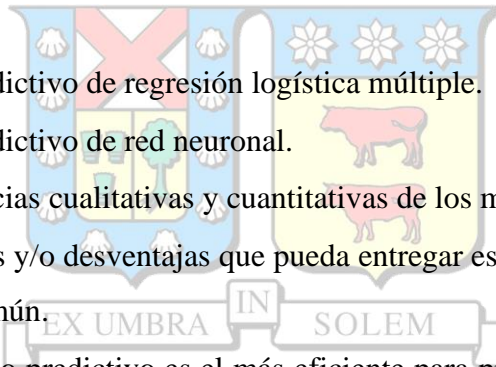 dictivo de regresión logística múltiple.
dictivo de red neuronal.
cias cualitativas y cuantitativas de los m
s y/o desventajas que pueda entregar es
mún.
EX UMBRA IN SOLEM
o predictivo es el más eficiente para p